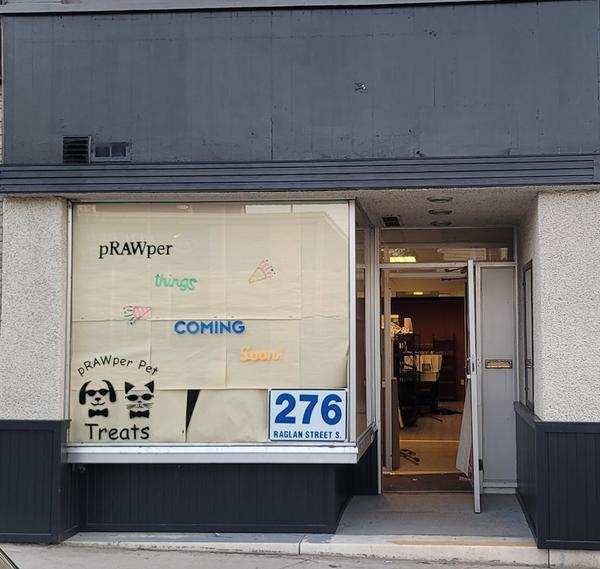 pRAWper
things
COMING
Soon!
pRAWper Pet
Treats
276
RAGLAN STREET S.